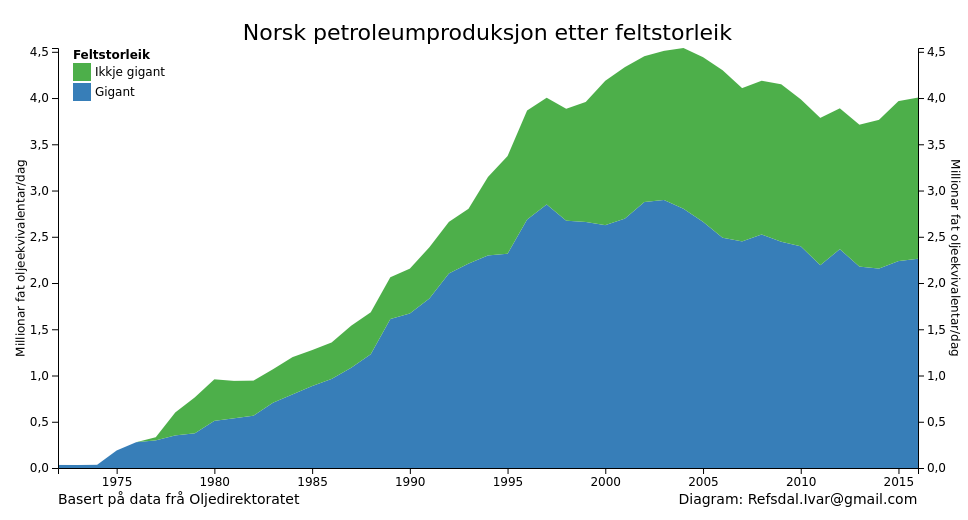 Norsk petroleumproduksjon etter feltstorleik
Feltstorleik
Ikkje gigant
Gigant
Millionar fat oljeekvivalentar/dag
4,5
4,0
3,5
3,0
2,5
2,0
1,5
1,0
0,5
0,0
4,5
4,0
3,5
3,0
2,5
2,0
1,5
1,0
0,5
0,0
Millionar fat oljeekvivalentar/dag
1975 1980 1985 1990 1995 2000 2005 2010 2015
Basert på data frå Oljedirektoratet
Diagram: Refsdal.Ivar@gmail.com